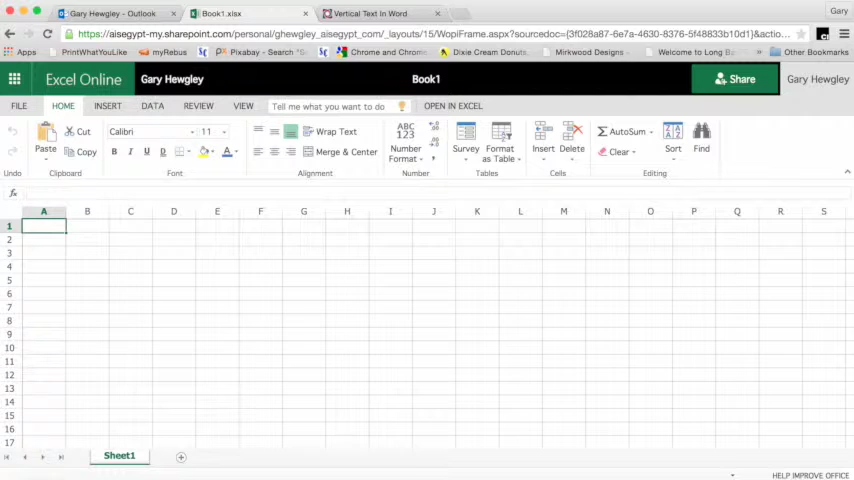 Gary Hewgley - Outlook
Book1.xlsx
Vertical Text In Word
Gary
https://aisegypt-my.sharepoint.com/personal/ghewgley_aisegypt_com/_layouts/15/WopiFrame.aspx?sourcedoc={3f028a87-6e7a-4630-8376-5f48833b10d1}&actio...
Apps PrintWhatYouLike myRebus Pixabay - Search Chrome and Chrome Dixie Cream Donuts, Mirkwood Designs Welcome to Long Ba » Other Bookmarks
Excel Online Gary Hewgley Book1 Share Gary Hewgley
FILE HOME INSERT DATA REVIEW VIEW Tell me what you want to do OPEN IN EXCEL
Cut Calibri 11 Wrap Text ABC 123 AutoSum
Paste Copy B I U D A Merge & Center Number Format Survey Format as Table Insert Delete Clear Sort Find
Undo Clipboard Font Alignment Number Tables Cells Editing
fx
A B C D E F G H I J K L M N O P Q R S
1
2
3
4
5
6
7
8
9
10
11
12
13
14
15
16
17
Sheet1
HELP IMPROVE OFFICE